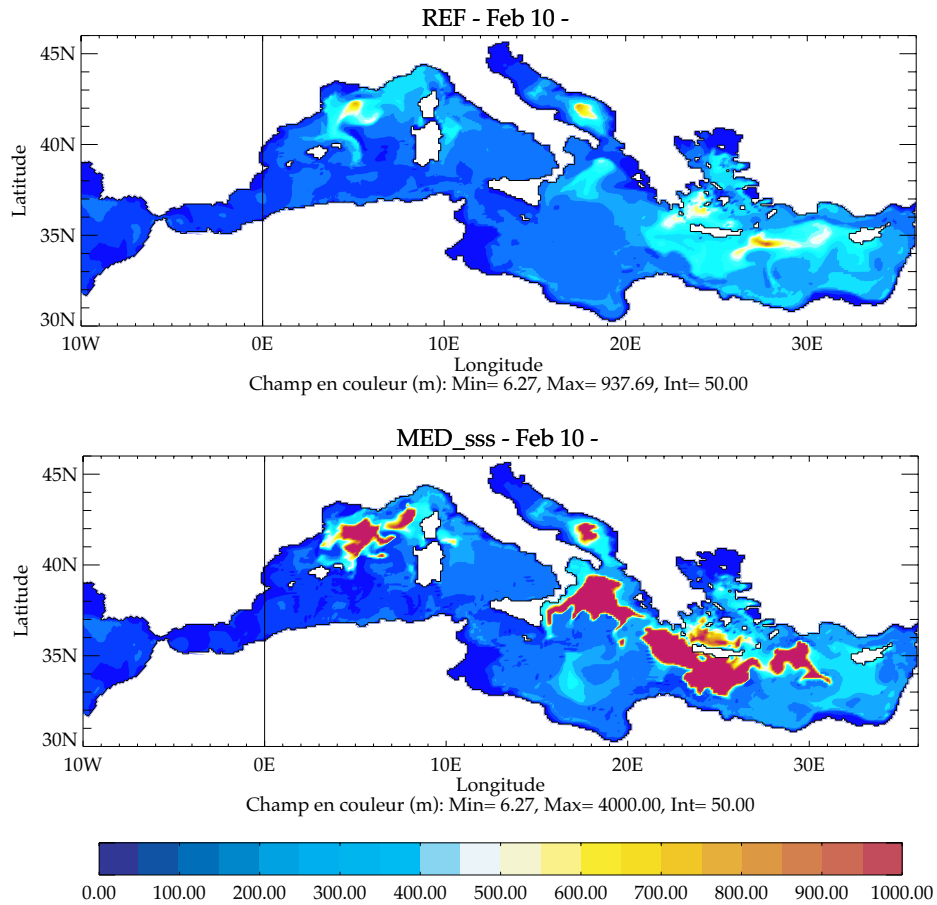 REF - Feb 10 -
45N
40N
35N
30N
Latitude
10W 0E 10E 20E 30E
Longitude
Champ en couleur (m): Min= 6.27, Max= 937.69, Int= 50.00
MED_sss - Feb 10 -
45N
40N
35N
30N
Latitude
10W 0E 10E 20E 30E
Longitude
Champ en couleur (m): Min= 6.27, Max= 4000.00, Int= 50.00
0.00 100.00 200.00 300.00 400.00 500.00 600.00 700.00 800.00 900.00 1000.00